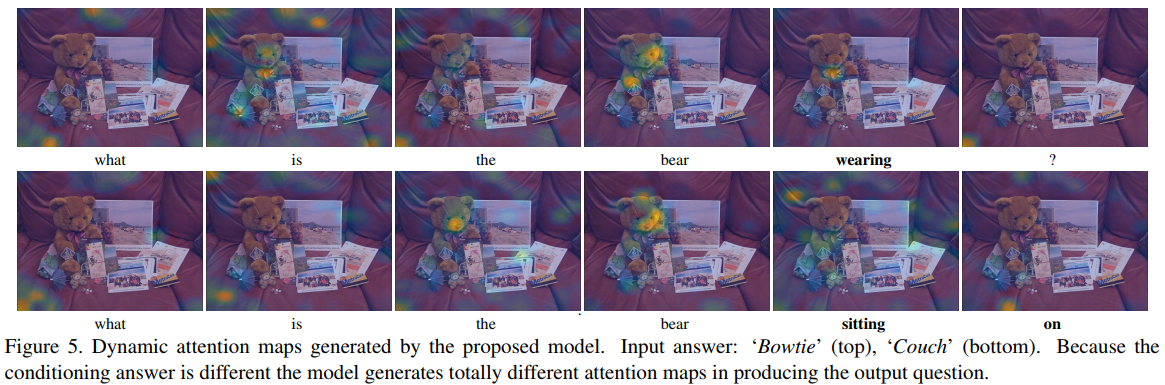 what is the bear wearing ?
what is the bear sitting on
Figure 5. Dynamic attention maps generated by the proposed model. Input answer: ‘Bowtie’ (top), ‘Couch’ (bottom). Because the
conditioning answer is different the model generates totally different attention maps in producing the output question.